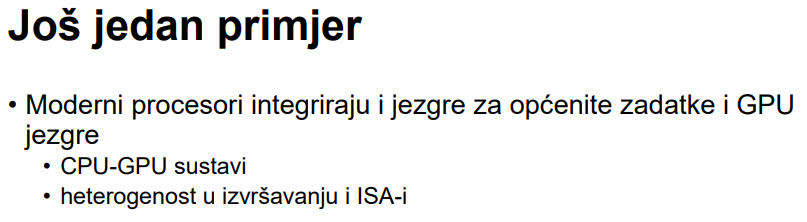 Još jedan primjer
• Moderni procesori integriraju i jezgre za općenite zadatke i GPU
jezgre
• CPU-GPU sustavi
• heterogenost u izvršavanju i ISA-i